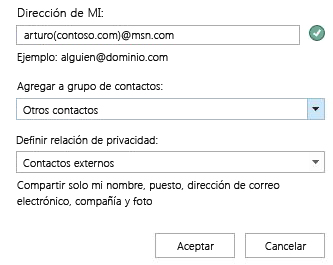 Dirección de MI:
arturo(contoso.com)@msn.com
Ejemplo: alguien@dominio.com
Agregar a grupo de contactos:
Otros contactos
Definir relación de privacidad:
Contactos externos
Compartir solo mi nombre, puesto, dirección de correo
electrónico, compañía y foto
Aceptar
Cancelar